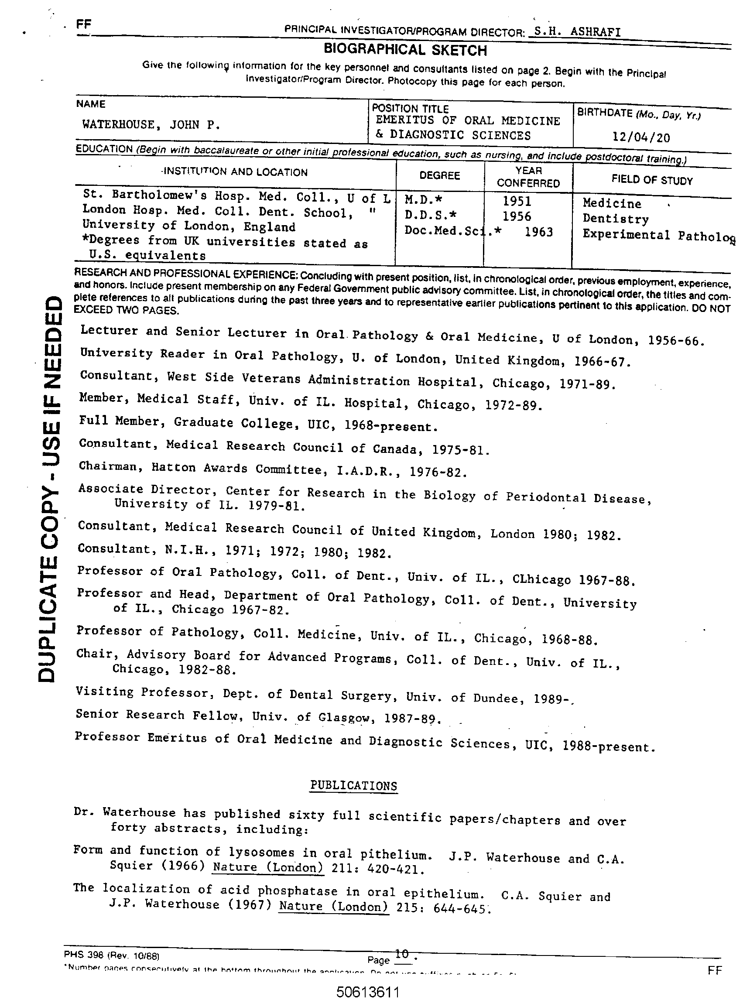 FF
PRINCIPAL INVESTIGATOR/PROGRAM DIRECTOR: S.H. ASHRAFI
BIOGRAPHICAL SKETCH
Give the following information for the key personnel and consultants listed on page 2. Begin with the Principal
Investigator/Program Director. Photocopy this page for each person.
NAME
WATERHOUSE, JOHN P.
POSITION TITLE
EMERITUS OF ORAL MEDICINE
& DIAGNOSTIC SCIENCES
BIRTHDATE (Mo., Day, Yr.)
12/04/20
EDUCATION (Begin with baccalaureate or other initial professional education, such as nursing, and include postdoctoral training.)
INSTITUTION AND LOCATION DEGREE YEAR CONFERRED FIELD OF STUDY
St. Bartholomew's Hosp. Med. Coll., U of L M.D.* 1951 Medicine
London Hosp. Med. Coll. Dent. School, " D.D.S.* 1956 Dentistry
University of London, England Doc.Med.Sci.* 1963 Experimental Patholog
*Degrees from UK universities stated as
U.S. equivalents
RESEARCH AND PROFESSIONAL EXPERIENCE: Concluding with present position, list, in chronological order, previous employment, experience,
and honors. Include present membership on any Federal Government public advisory committee. List, in chronological order, the titles and com-
plete references to all publications during the past three years and to representative earlier publications pertinent to this application. DO NOT
EXCEED TWO PAGES.
DUPLICATE COPY - USE IF NEEDED
Lecturer and Senior Lecturer in Oral Pathology & Oral Medicine, U of London, 1956-66.
University Reader in Oral Pathology, U. of London, United Kingdom, 1966-67.
Consultant, West Side Veterans Administration Hospital, Chicago, 1971-89.
Member, Medical Staff, Univ. of IL. Hospital, Chicago, 1972-89.
Full Member, Graduate College, UIC, 1968-present.
Consultant, Medical Research Council of Canada, 1975-81.
Chairman, Hatton Awards Committee, I.A.D.R., 1976-82.
Associate Director, Center for Research in the Biology of Periodontal Disease,
University of IL. 1979-81.
Consultant, Medical Research Council of United Kingdom, London 1980; 1982.
Consultant, N.I.H., 1971; 1972; 1980; 1982.
Professor of Oral Pathology, Coll. of Dent., Univ. of IL., CLhicago 1967-88.
Professor and Head, Department of Oral Pathology, Coll. of Dent., University
of IL., Chicago 1967-82.
Professor of Pathology, Coll. Medicine, Univ. of IL., Chicago, 1968-88.
Chair, Advisory Board for Advanced Programs, Coll. of Dent., Univ. of IL.,
Chicago, 1982-88.
Visiting Professor, Dept. of Dental Surgery, Univ. of Dundee, 1989-.
Senior Research Fellow, Univ. of Glasgow, 1987-89.
Professor Emeritus of Oral Medicine and Diagnostic Sciences, UIC, 1988-present.
PUBLICATIONS
Dr. Waterhouse has published sixty full scientific papers/chapters and over
forty abstracts, including:
Form and function of lysosomes in oral pithelium. J.P. Waterhouse and C.A.
Squier (1966) Nature (London) 211: 420-421.
The localization of acid phosphatase in oral epithelium. C.A. Squier and
J.P. Waterhouse (1967) Nature (London) 215: 644-645.
PHS 398 (Rev. 10/88)
Page 10
*Number pages consecutively at the bottom throughout the application. Do not use
FF
50613611